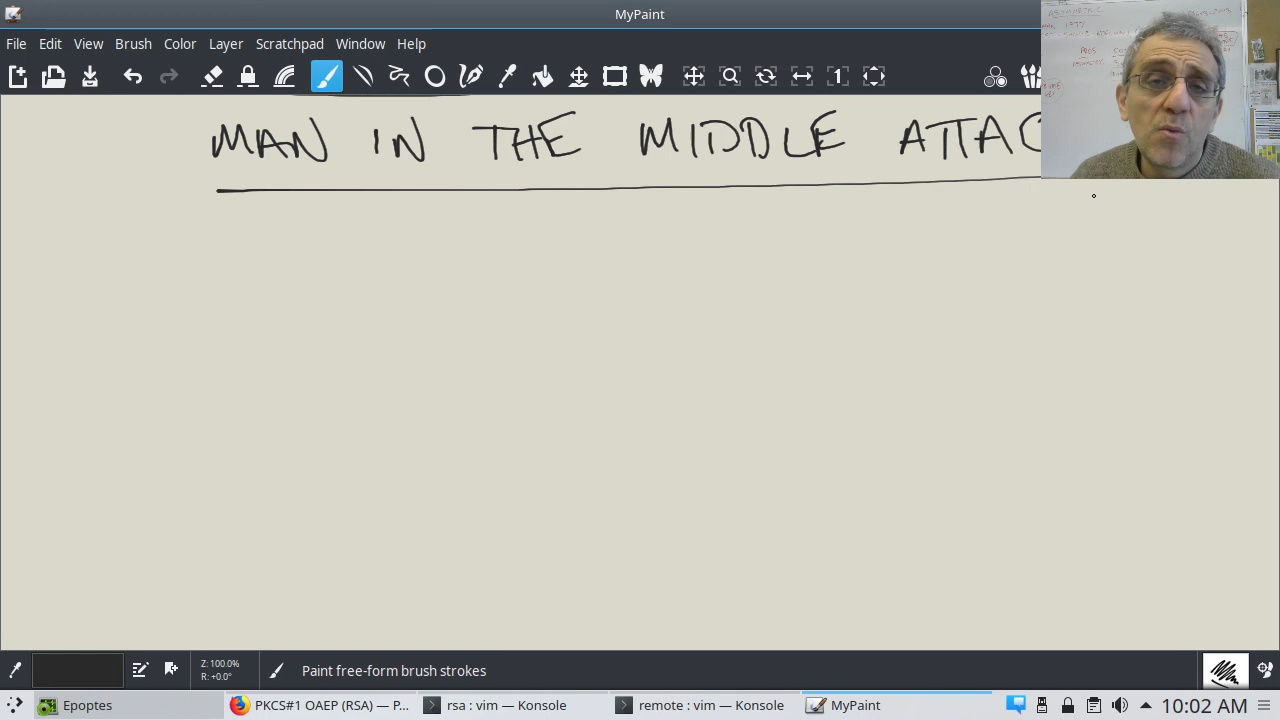 MyPaint
File Edit View Brush Color Layer Scratchpad Window Help
1
MAN IN THE MIDDLE ATTAC
Z: 100.0%
R: +0.0°
Paint free-form brush strokes
Epoptes
PKCS#1 OAEP (RSA) — P...
rsa : vim — Konsole
remote : vim — Konsole
MyPaint
10:02 AM